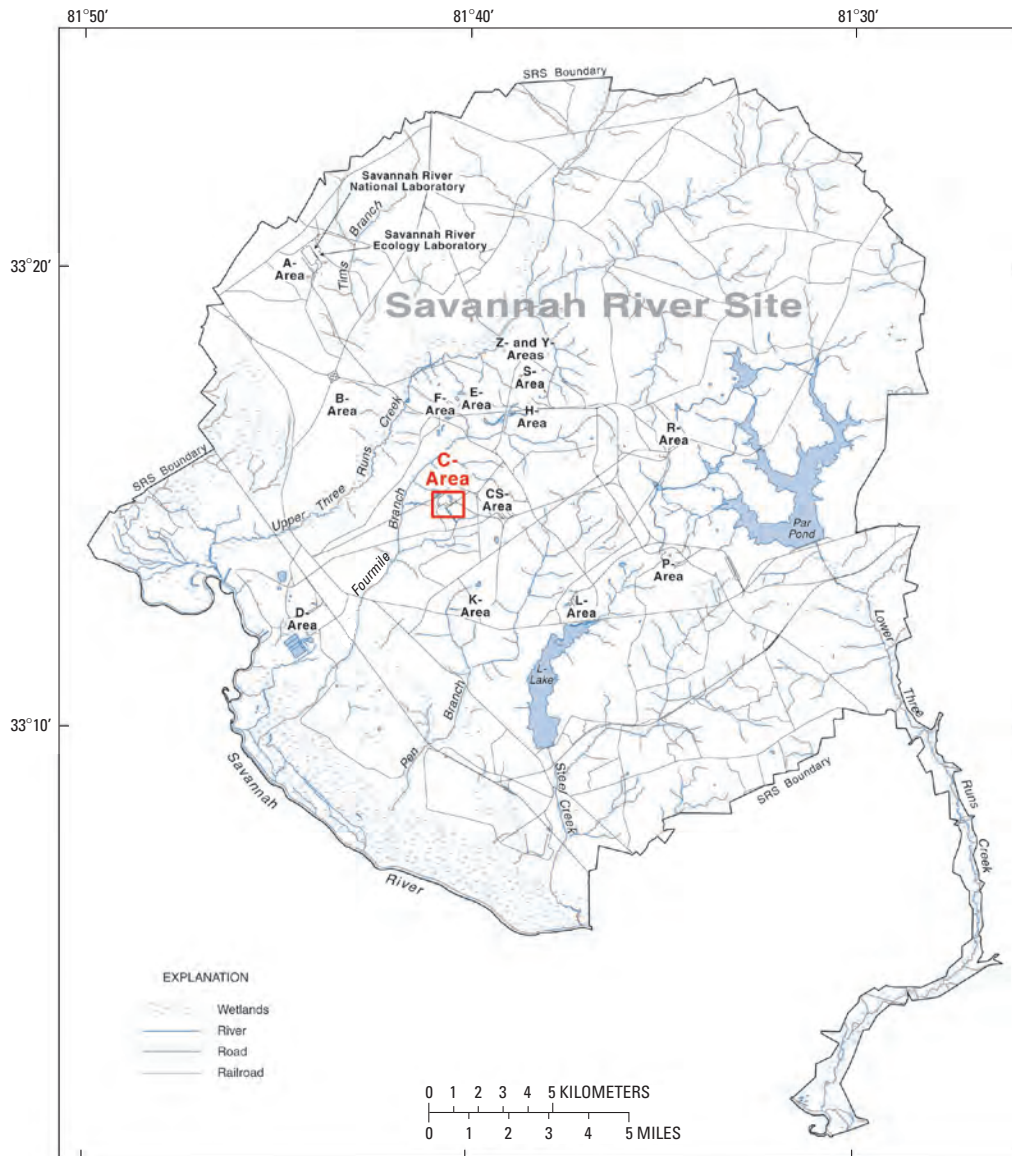 81°50′
81°40′
81°30′
SRS Boundary
Savannah River
National Laboratory
Branch
Savannah River
Ecology Laboratory
33°20′
A-
Area
Tims
Savannah River Site
Z- and Y-
Areas
S-
Area
B-
Area
F-
Area
E-
Area
H-
Area
Creek
R-
Area
SRS Boundary
Runs
C-
Area
CS-
Area
Upper Three
Branch
Par
Pond
Fourmile
P-
Area
D-
Area
K-
Area
L-
Area
Lower
L-
Lake
Branch
33°10′
Three
Pen
Savannah
Steel Creek
SRS Boundary
Runs
Creek
River
EXPLANATION
Wetlands
River
Road
Railroad
0 1 2 3 4 5 KILOMETERS
0 1 2 3 4 5 MILES